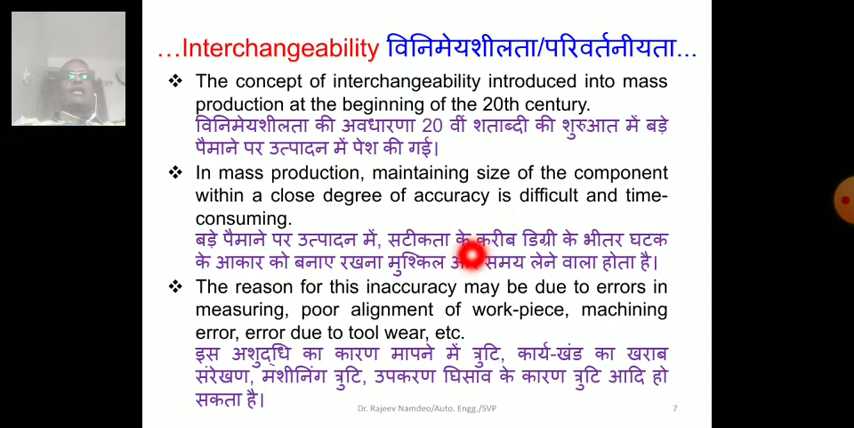 ...Interchangeability विनिमेयशीलता/परिवर्तनीयता...
❖ The concept of interchangeability introduced into mass
production at the beginning of the 20th century.
विनिमेयशीलता की अवधारणा 20 वीं शताब्दी की शुरुआत में बड़े
पैमाने पर उत्पादन में पेश की गई।
❖ In mass production, maintaining size of the component
within a close degree of accuracy is difficult and time-
consuming.
बड़े पैमाने पर उत्पादन में, सटीकता के करीब डिग्री के भीतर घटक
के आकार को बनाए रखना मुश्किल और समय लेने वाला होता है।
❖ The reason for this inaccuracy may be due to errors in
measuring, poor alignment of work-piece, machining
error, error due to tool wear, etc.
इस अशुद्धि का कारण मापने में त्रुटि, कार्य-खंड का खराब
संरेखण, मशीनिंग त्रुटि, उपकरण घिसाव के कारण त्रुटि आदि हो
सकता है।
Dr. Rajeev Namdeo/Auto. Engg./SVP 7